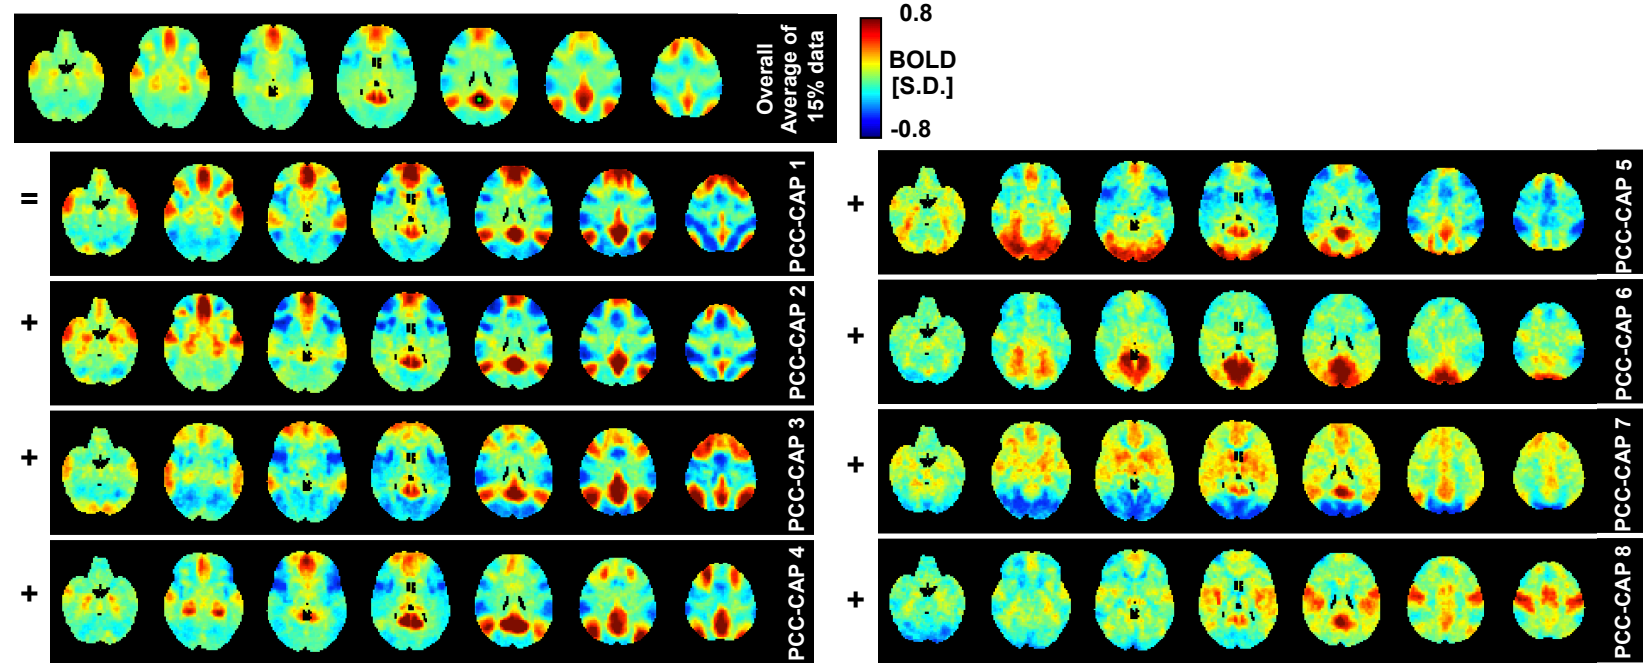 Overall
Average of
15% data
0.8
BOLD
[S.D.]
-0.8
=
PCC-CAP 1
+
PCC-CAP 5
+
PCC-CAP 2
+
PCC-CAP 6
+
PCC-CAP 3
+
PCC-CAP 7
+
PCC-CAP 4
+
PCC-CAP 8